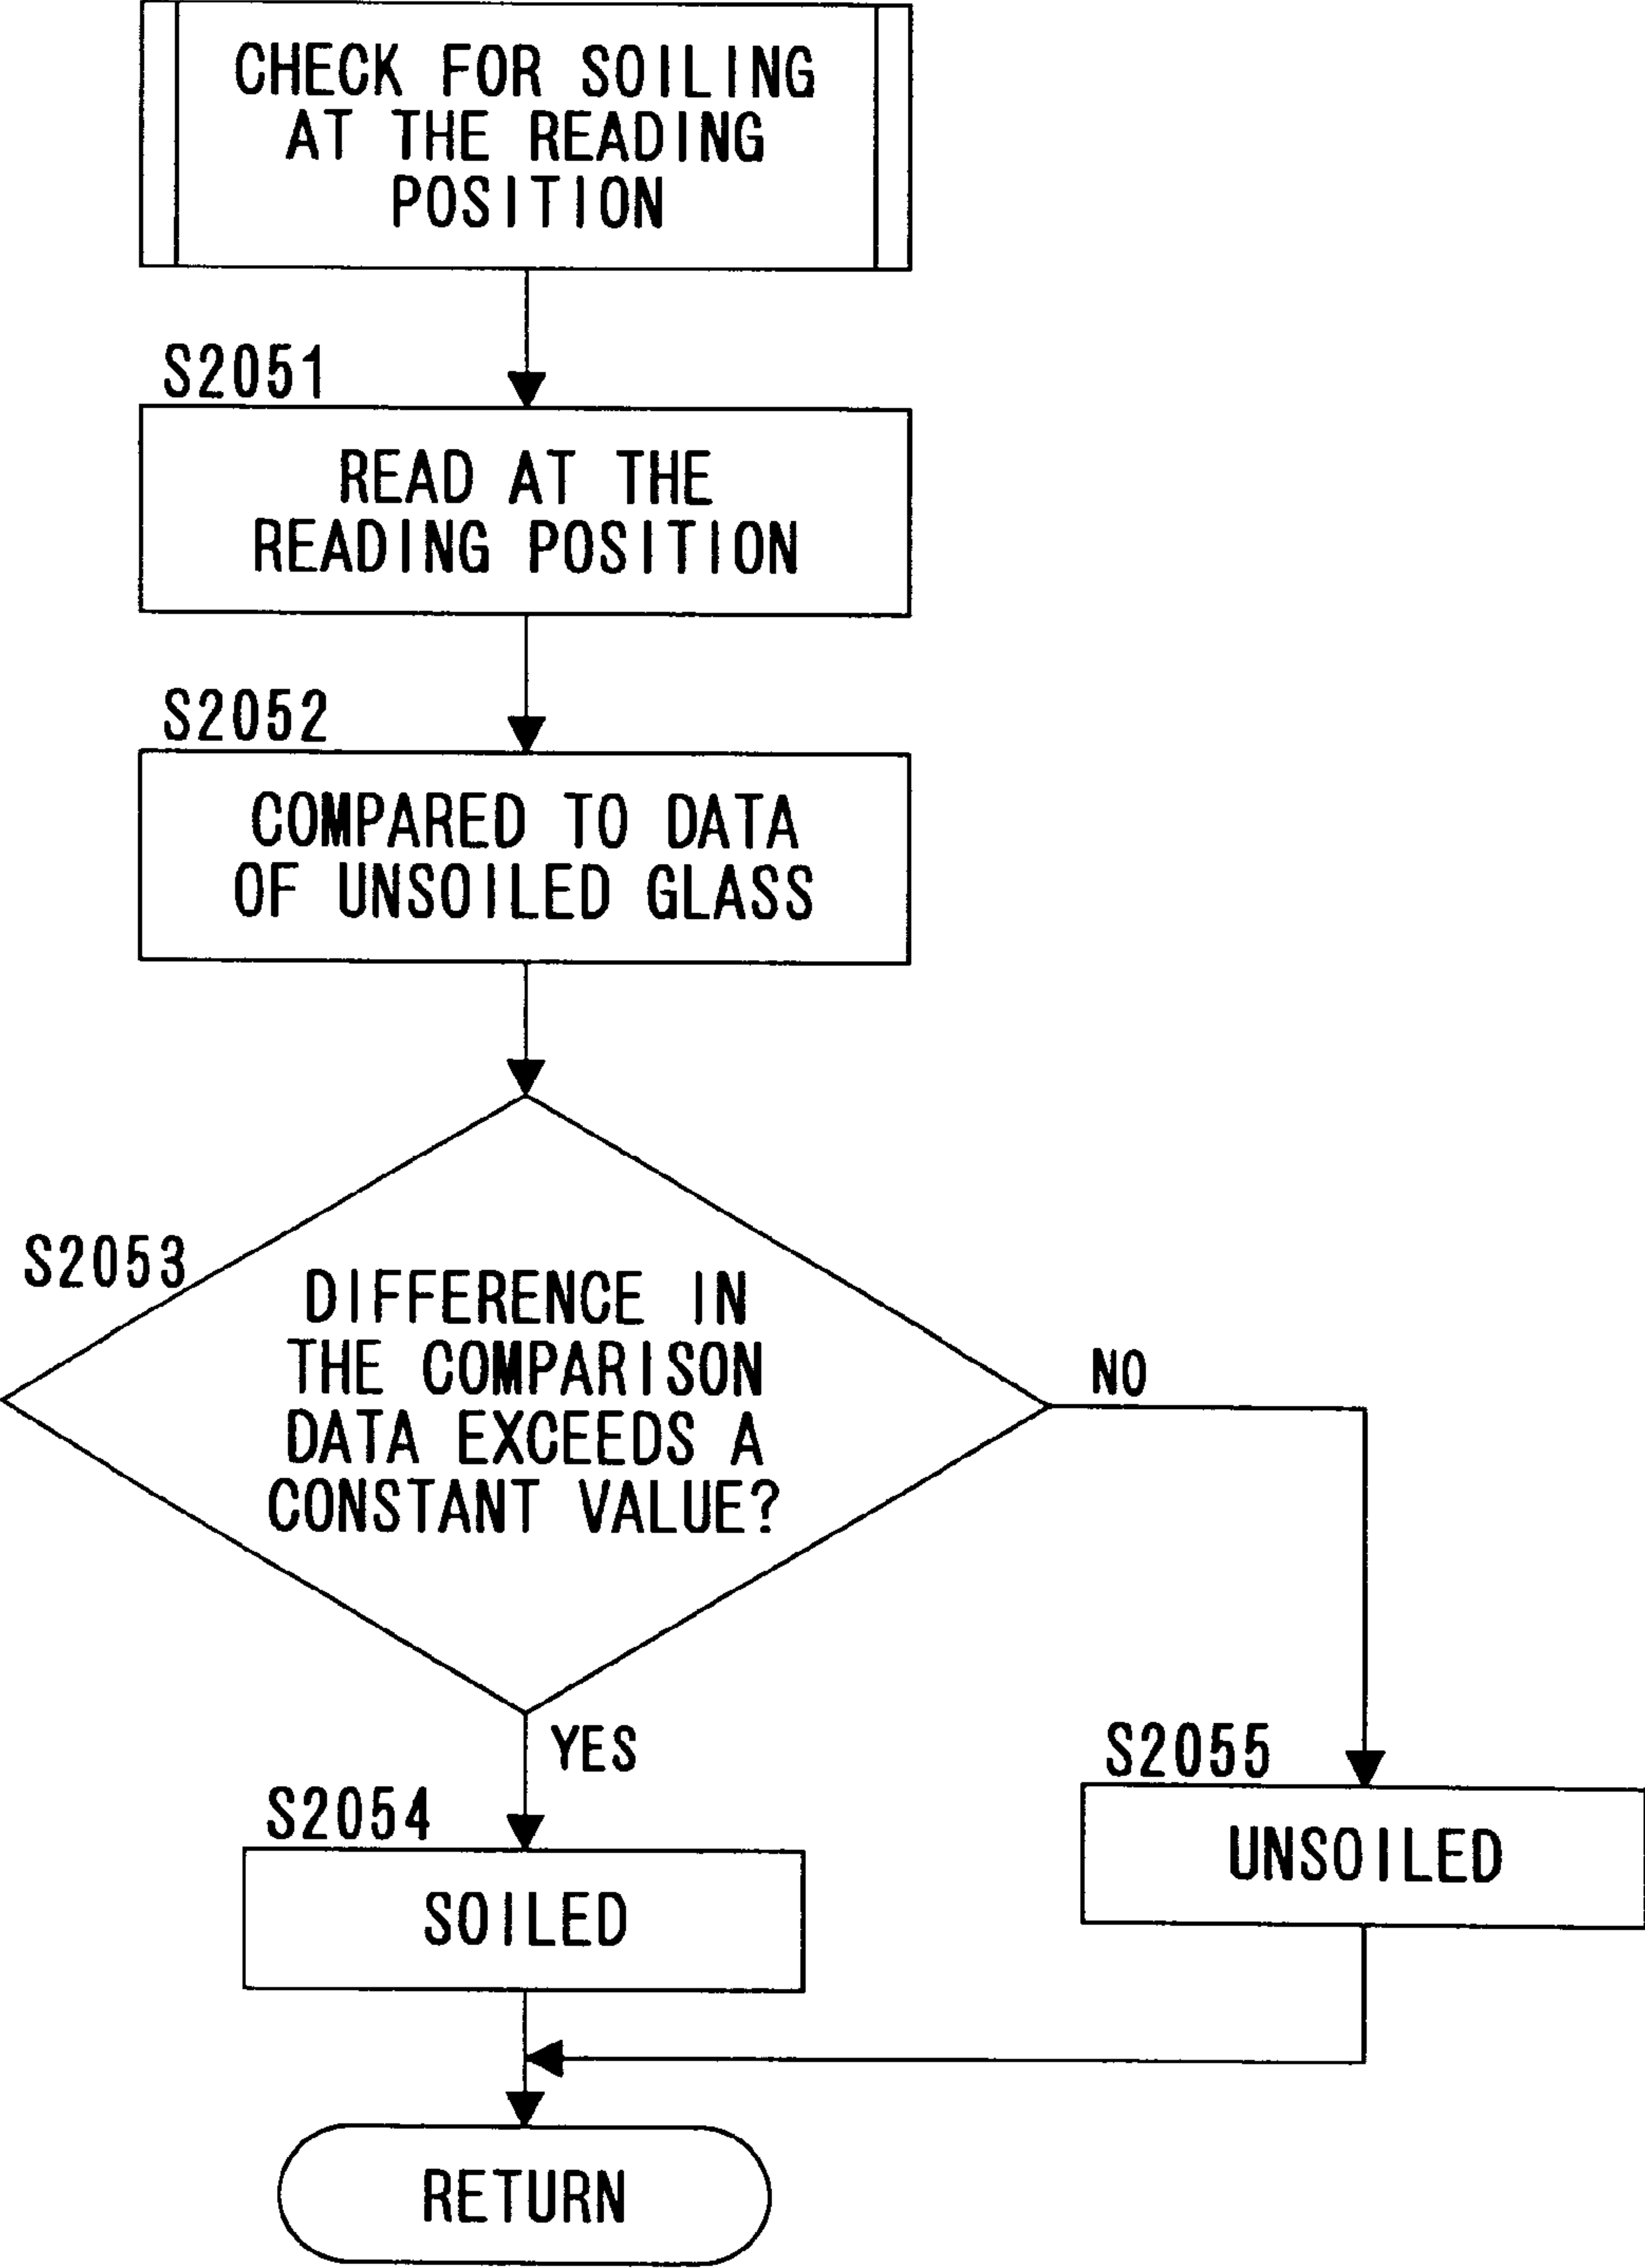 CHECK FOR SOILING
AT THE READING
POSITION
S2051
READ AT THE
READING POSITION
S2052
COMPARED TO DATA
OF UNSOILED GLASS
S2053
DIFFERENCE IN
THE COMPARISON
DATA EXCEEDS A
CONSTANT VALUE?
NO
YES
S2054
SOILED
S2055
UNSOILED
RETURN